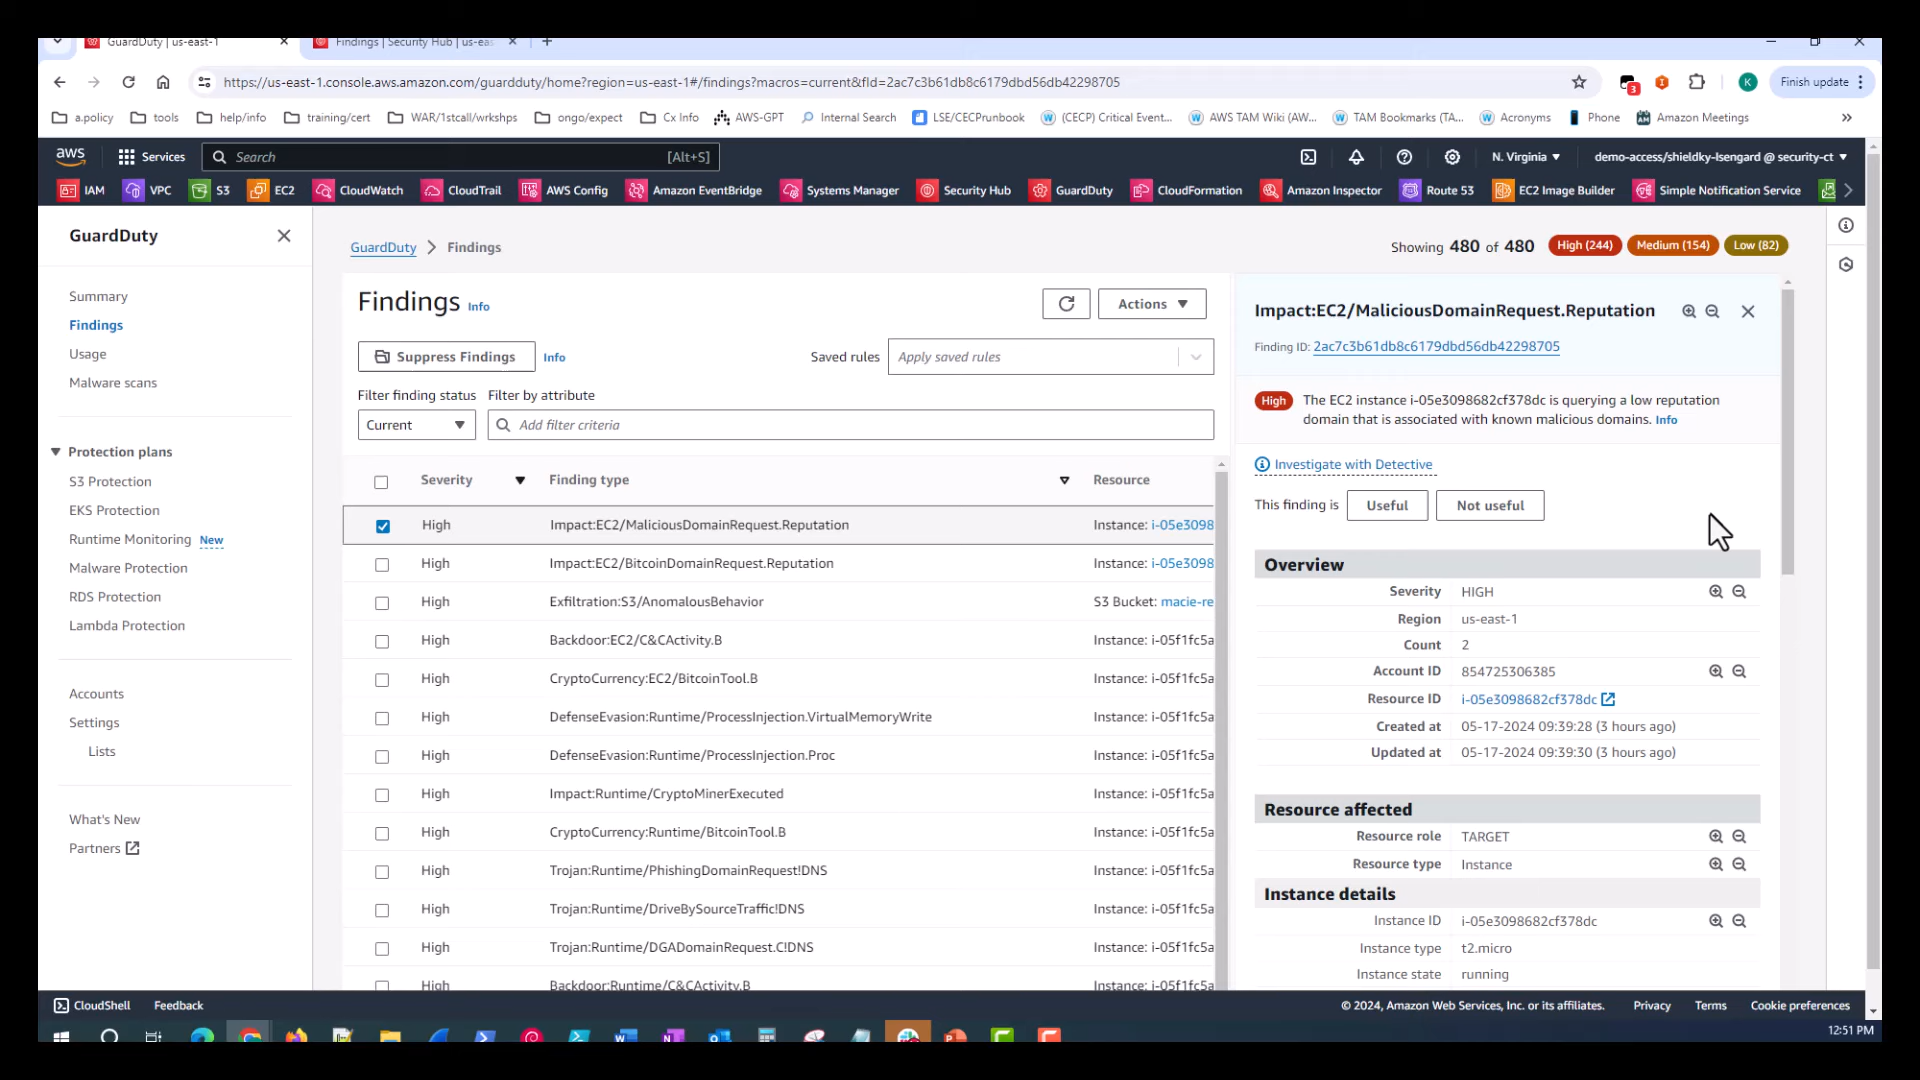 GuardDuty | us-east-1
Findings | Security Hub | us-eas
https://us-east-1.console.aws.amazon.com/guardduty/home?region=us-east-1#/findings?macros=current&fId=2ac7c3b61db8c6179dbd56db42298705
3
K
Finish update
a.policy
tools
help/info
training/cert
WAR/1stcall/wrkshps
ongo/expect
Cx Info
AWS-GPT
Internal Search
LSE/CECPrunbook
(CECP) Critical Event...
AWS TAM Wiki (AW...
TAM Bookmarks (TA...
Acronyms
Phone
Amazon Meetings
aws
Services
Search
[Alt+S]
N. Virginia
demo-access/shieldky-Isengard @ security-ct
IAM
VPC
S3
EC2
CloudWatch
CloudTrail
AWS Config
Amazon EventBridge
Systems Manager
Security Hub
GuardDuty
CloudFormation
Amazon Inspector
Route 53
EC2 Image Builder
Simple Notification Service
GuardDuty
Summary
Findings
Usage
Malware scans
Protection plans
S3 Protection
EKS Protection
Runtime Monitoring New
Malware Protection
RDS Protection
Lambda Protection
Accounts
Settings
Lists
What's New
Partners
GuardDuty > Findings
Showing 480 of 480
High (244)
Medium (154)
Low (82)
Findings Info
Actions
Suppress Findings
Info
Saved rules
Apply saved rules
Filter finding status
Filter by attribute
Current
Add filter criteria
Severity
Finding type
Resource
High Impact:EC2/MaliciousDomainRequest.Reputation Instance: i-05e3098
High Impact:EC2/BitcoinDomainRequest.Reputation Instance: i-05e3098
High Exfiltration:S3/AnomalousBehavior S3 Bucket: macie-re
High Backdoor:EC2/C&CActivity.B Instance: i-05f1fc5a
High CryptoCurrency:EC2/BitcoinTool.B Instance: i-05f1fc5a
High DefenseEvasion:Runtime/ProcessInjection.VirtualMemoryWrite Instance: i-05f1fc5a
High DefenseEvasion:Runtime/ProcessInjection.Proc Instance: i-05f1fc5a
High Impact:Runtime/CryptoMinerExecuted Instance: i-05f1fc5a
High CryptoCurrency:Runtime/BitcoinTool.B Instance: i-05f1fc5a
High Trojan:Runtime/PhishingDomainRequest!DNS Instance: i-05f1fc5a
High Trojan:Runtime/DriveBySourceTraffic!DNS Instance: i-05f1fc5a
High Trojan:Runtime/DGADomainRequest.C!DNS Instance: i-05f1fc5a
High Backdoor:Runtime/C&CActivity.B Instance: i-05f1fc5a
Impact:EC2/MaliciousDomainRequest.Reputation
Finding ID: 2ac7c3b61db8c6179dbd56db42298705
High The EC2 instance i-05e3098682cf378dc is querying a low reputation
domain that is associated with known malicious domains. Info
Investigate with Detective
This finding is
Useful
Not useful
Overview
Severity HIGH
Region us-east-1
Count 2
Account ID 854725306385
Resource ID i-05e3098682cf378dc
Created at 05-17-2024 09:39:28 (3 hours ago)
Updated at 05-17-2024 09:39:30 (3 hours ago)
Resource affected
Resource role TARGET
Resource type Instance
Instance details
Instance ID i-05e3098682cf378dc
Instance type t2.micro
Instance state running
CloudShell
Feedback
© 2024, Amazon Web Services, Inc. or its affiliates.
Privacy
Terms
Cookie preferences
12:51 PM